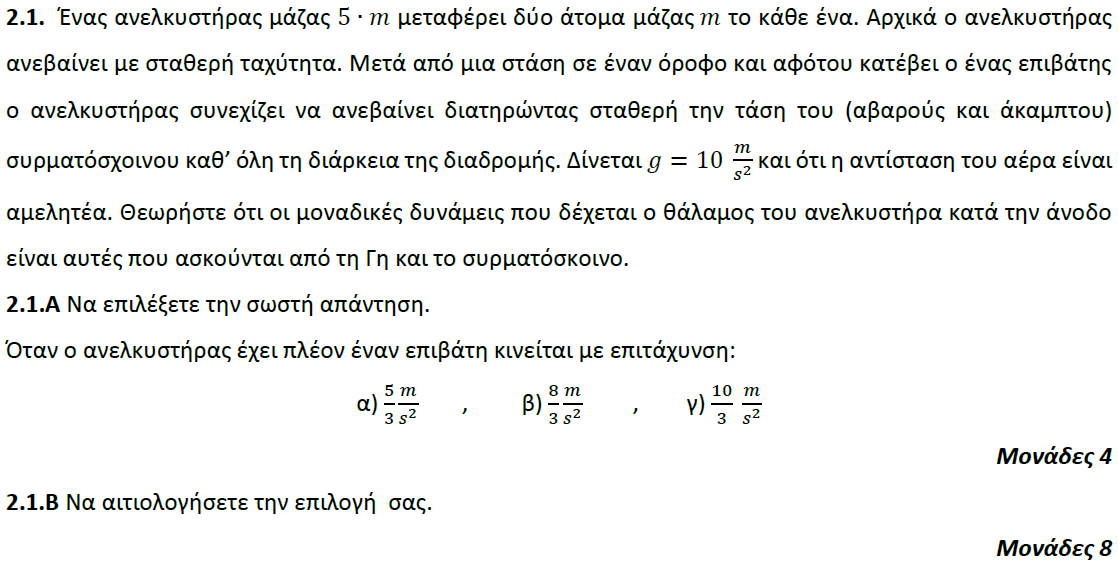 2.1. Ένας ανελκυστήρας μάζας 5 · m μεταφέρει δύο άτομα μάζας m το κάθε ένα. Αρχικά ο ανελκυστήρας
ανεβαίνει με σταθερή ταχύτητα. Μετά από μια στάση σε έναν όροφο και αφότου κατέβει ο ένας επιβάτης
ο ανελκυστήρας συνεχίζει να ανεβαίνει διατηρώντας σταθερή την τάση του (αβαρούς και άκαμπτου)
συρματόσχοινου καθ’ όλη τη διάρκεια της διαδρομής. Δίνεται g = 10 m/s² και ότι η αντίσταση του αέρα είναι
αμελητέα. Θεωρήστε ότι οι μοναδικές δυνάμεις που δέχεται ο θάλαμος του ανελκυστήρα κατά την άνοδο
είναι αυτές που ασκούνται από τη Γη και το συρματόσκοινο.
2.1.Α Να επιλέξετε την σωστή απάντηση.
Όταν ο ανελκυστήρας έχει πλέον έναν επιβάτη κινείται με επιτάχυνση:
α) 5/3 m/s² , β) 8/3 m/s² , γ) 10/3 m/s²
Μονάδες 4
2.1.Β Να αιτιολογήσετε την επιλογή σας.
Μονάδες 8